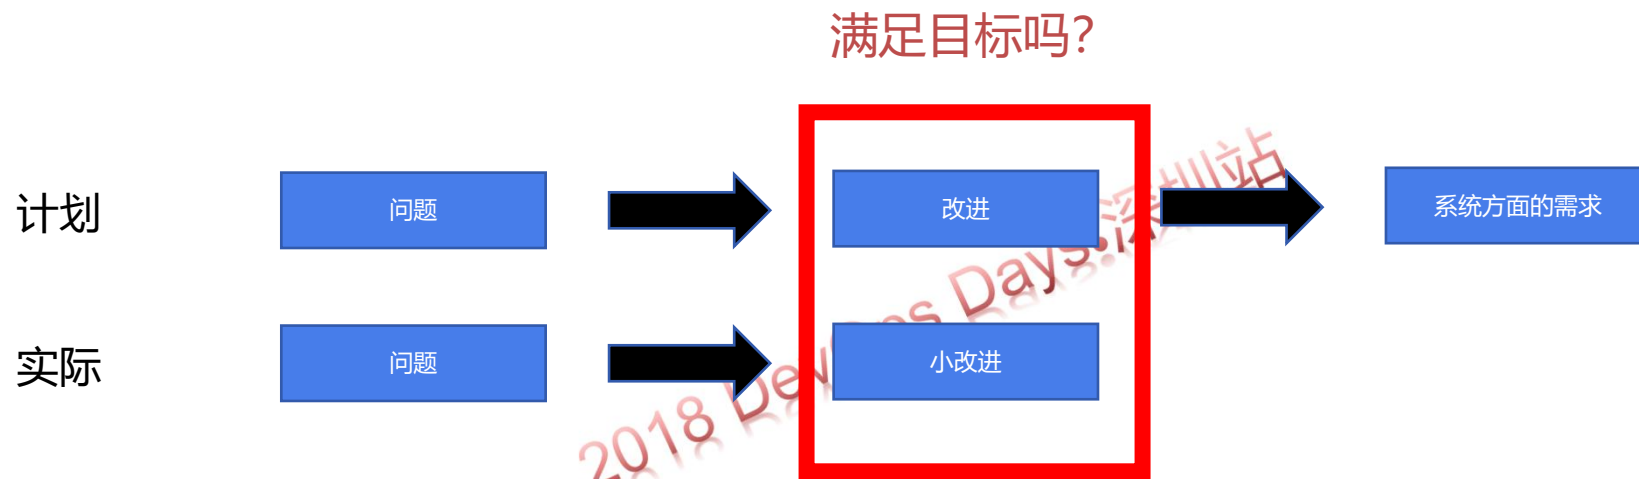 满足目标吗?
计划
问题
改进
系统方面的需求
实际
问题
小改进
2018 DevOps Days.深圳站